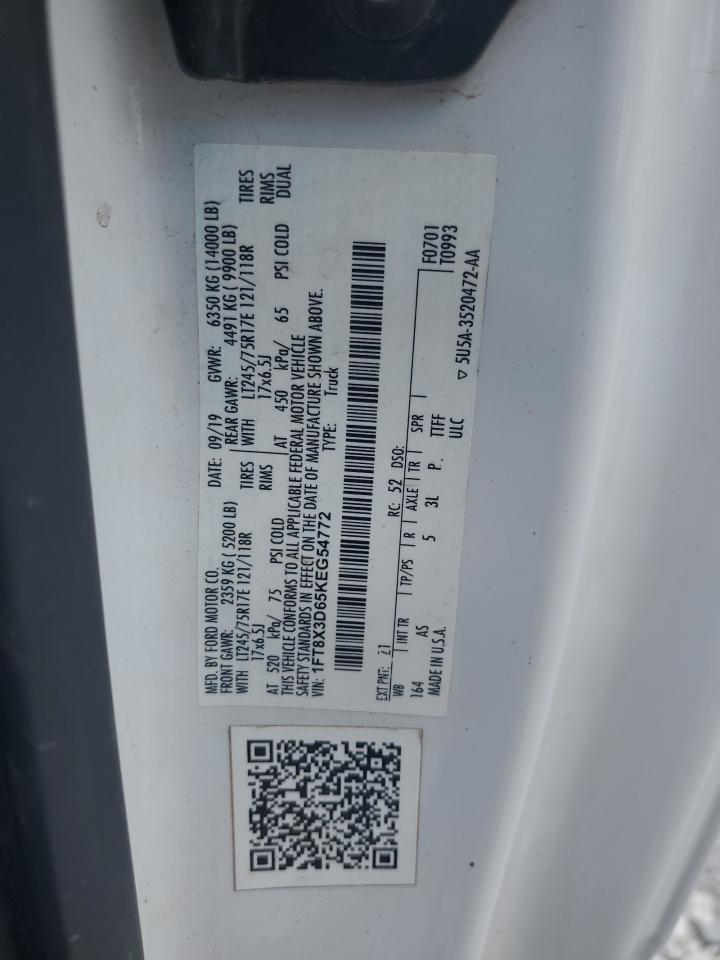 MFD. BY FORD MOTOR CO.
DATE: 09/19 GVWR: 6350 KG (14000 LB)
FRONT GAWR: 2359 KG ( 5200 LB)
REAR GAWR: 4491 KG ( 9900 LB)
WITH LT245/75R17E 121/118R TIRES
WITH LT245/75R17E 121/118R TIRES
17x6.5J RIMS
17x6.5J RIMS
AT 520 kPa/ 75 PSI COLD
AT 450 kPa/ 65 PSI COLD DUAL
THIS VEHICLE CONFORMS TO ALL APPLICABLE FEDERAL MOTOR VEHICLE
SAFETY STANDARDS IN EFFECT ON THE DATE OF MANUFACTURE SHOWN ABOVE.
VIN: 1FT8X3D65KEG54772 TYPE: Truck
EXT PNT: Z1 RC: 52 DSO: F0701
WB INT TR TP/PS R AXLE TR SPR T0993
164 AS 5 3L P TTFF
MADE IN U.S.A. ULC
▽ 5U5A-3520472-AA